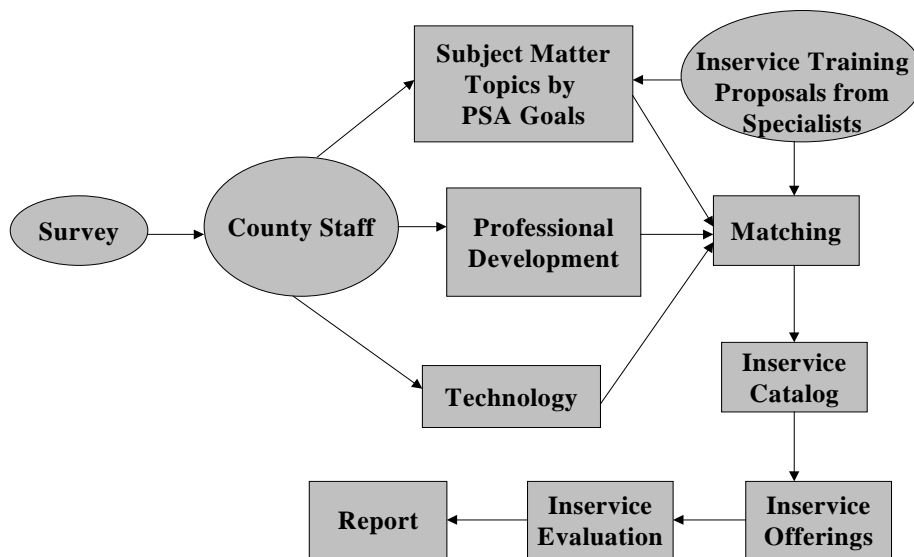 Subject Matter
Topics by
PSA Goals
Inservice Training
Proposals from
Specialists
Survey
County Staff
Professional
Development
Matching
Technology
Inservice
Catalog
Report
Inservice
Evaluation
Inservice
Offerings